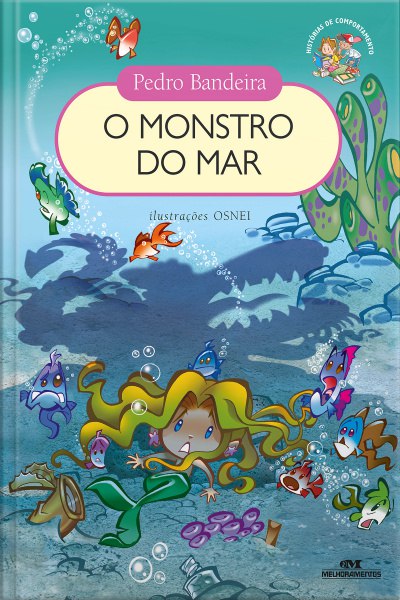 HISTÓRIAS DE COMPORTAMENTO
Pedro Bandeira
O MONSTRO
DO MAR
ilustrações OSNEI
MELHORAMENTOS